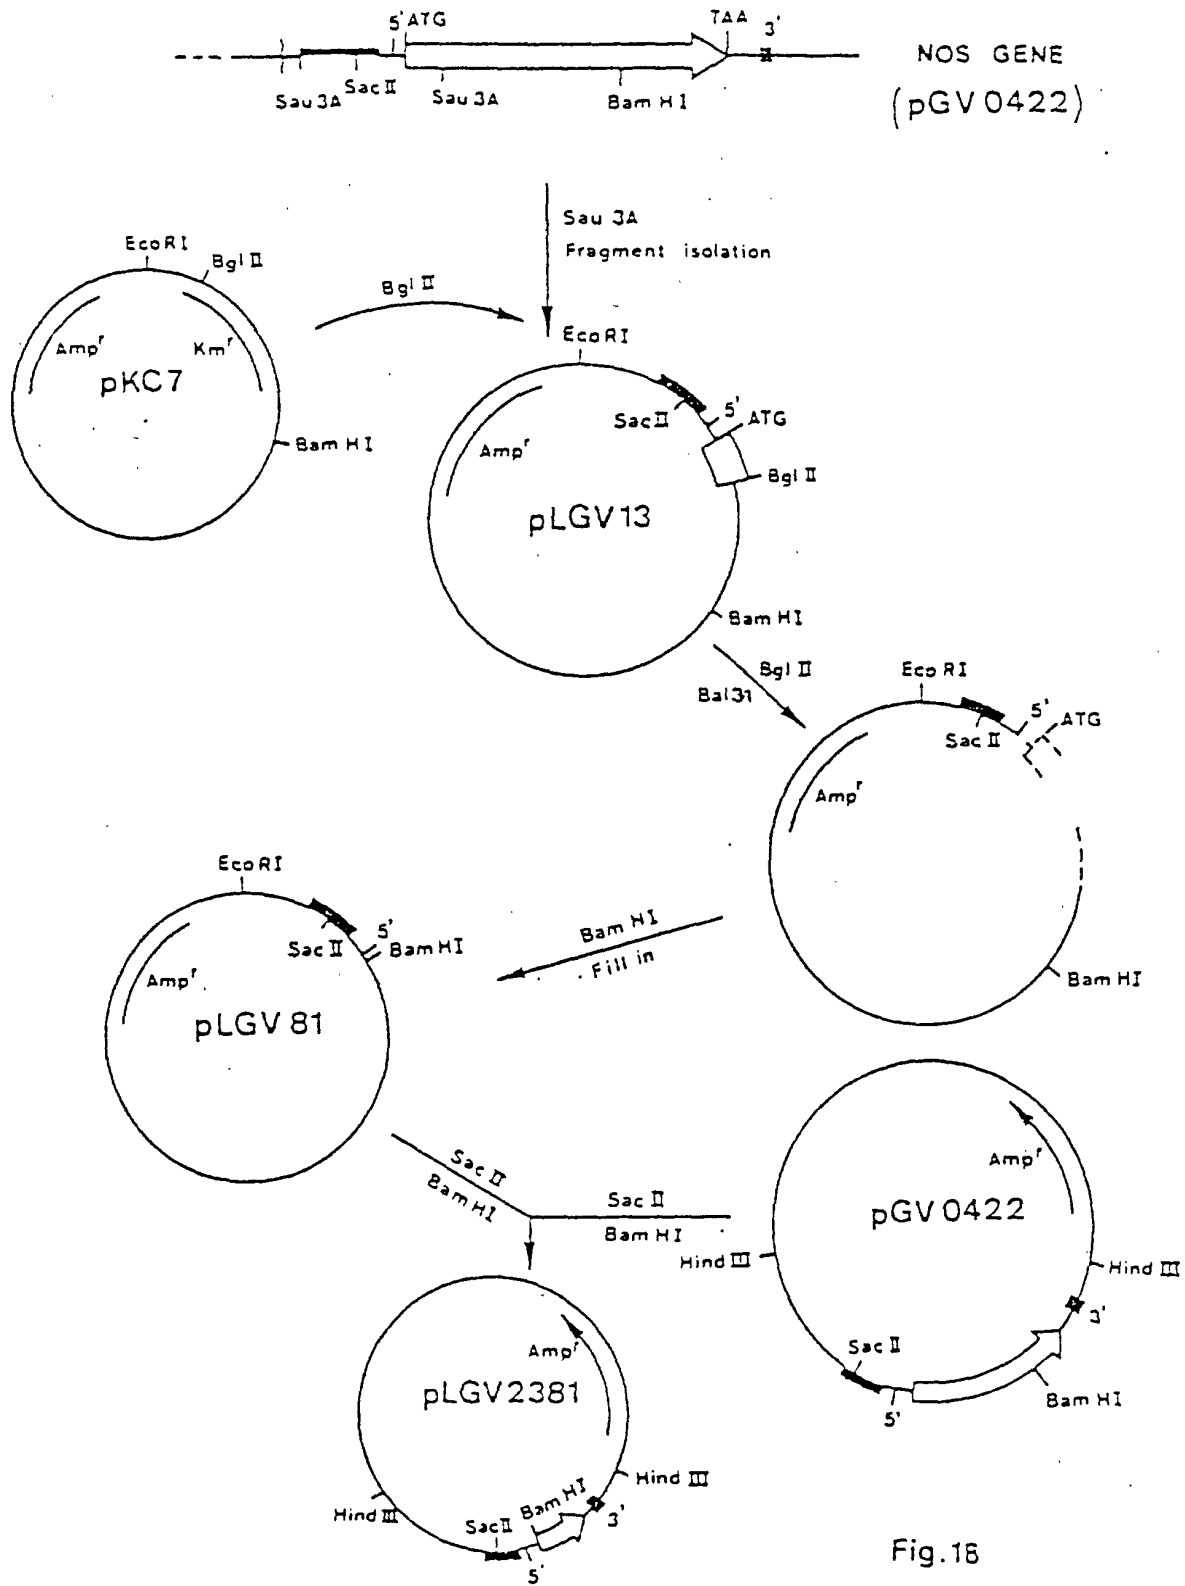 5' ATG TAA 3'
NOS GENE
(pGV 0422)
Sau 3A Sac II Sau 3A Bam H I
Sau 3A
Fragment isolation
EcoRI
Bgl II
Amp^r Km^r
pKC7
Bam H I
Bgl II
EcoRI
Sac II
5'
ATG
Amp^r
Bgl II
pLGV13
Bam HI
Bgl II
Bal31
Eco RI
5'
ATG
Sac II
Amp^r
Bam HI
Bam HI
Fill in
EcoRI
5'
Sac II
Bam HI
Amp^r
pLGV 81
Sac II
Bam HI
Sac II
Bam HI
Amp^r
pGV 0422
Hind III
Hind III
3'
Sac II
Bam HI
5'
Amp^r
pLGV2381
Hind III
Bam HI
Hind III
3'
Sac II
5'
Fig.18